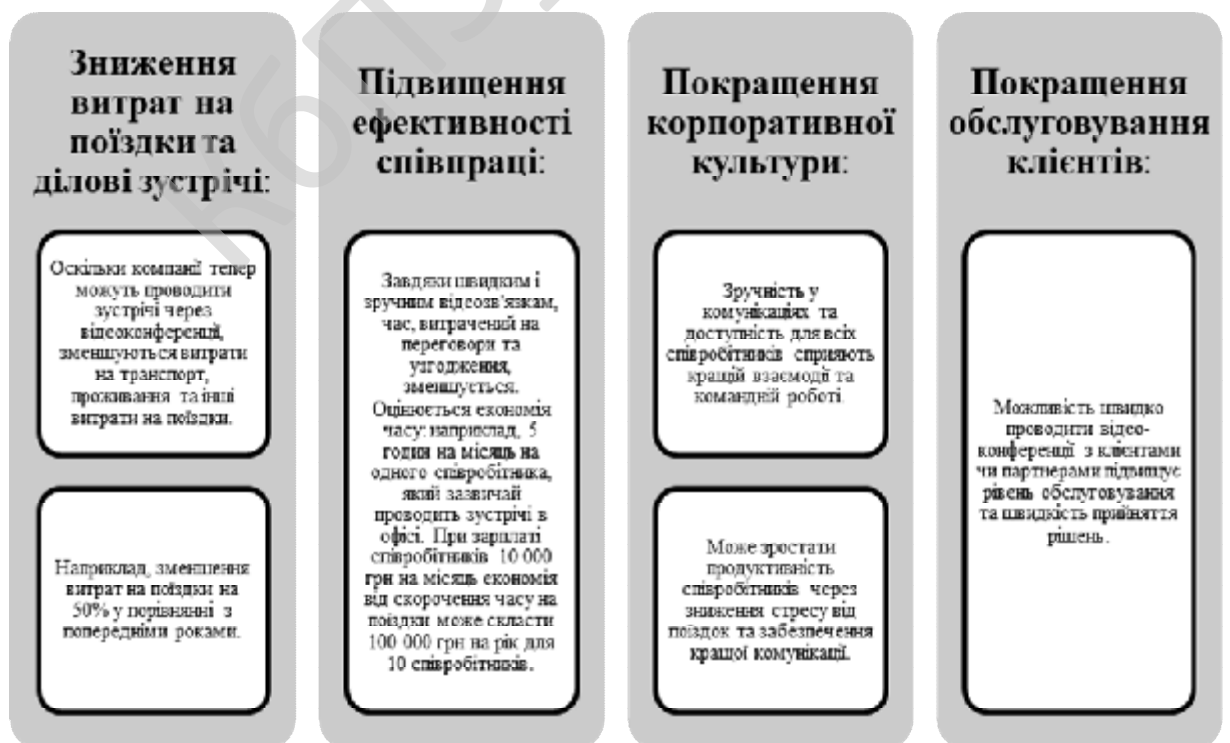 Зниження
витрат на
поїздки та
ділові зустрічі:
Оскільки компанії тепер
можуть проводити
зустрічі через
відеоконференції,
зменшуються витрати
на транспорт,
проживання та інші
витрати на поїздки.
Наприклад, зменшення
витрат на поїздки на
50% у порівнянні з
попередніми роками.
Підвищення
ефективності
співпраці:
Завдяки швидким і
зручним відеозв'язкам,
час, витрачений на
переговори та
узгодження,
зменшується.
Оцінюється економія
часу: наприклад, 5
годин на місяць на
одного співробітника,
який зазвичай
проводить зустрічі в
офісі. При зарплаті
співробітників 10 000
грн на місяць економія
від скорочення часу на
поїздки може скласти
100 000 грн на рік для
10 співробітників.
Покращення
корпоративної
культури:
Зручність у
комунікаціях та
доступність для всіх
співробітників сприяють
кращій взаємодії та
командній роботі.
Може зростати
продуктивність
співробітників через
зниження стресу від
поїздок та забезпечення
кращої комунікації.
Покращення
обслуговування
клієнтів:
Можливість швидко
проводити відео-
конференції з клієнтами
чи партнерами підвищує
рівень обслуговування
та швидкість прийняття
рішень.